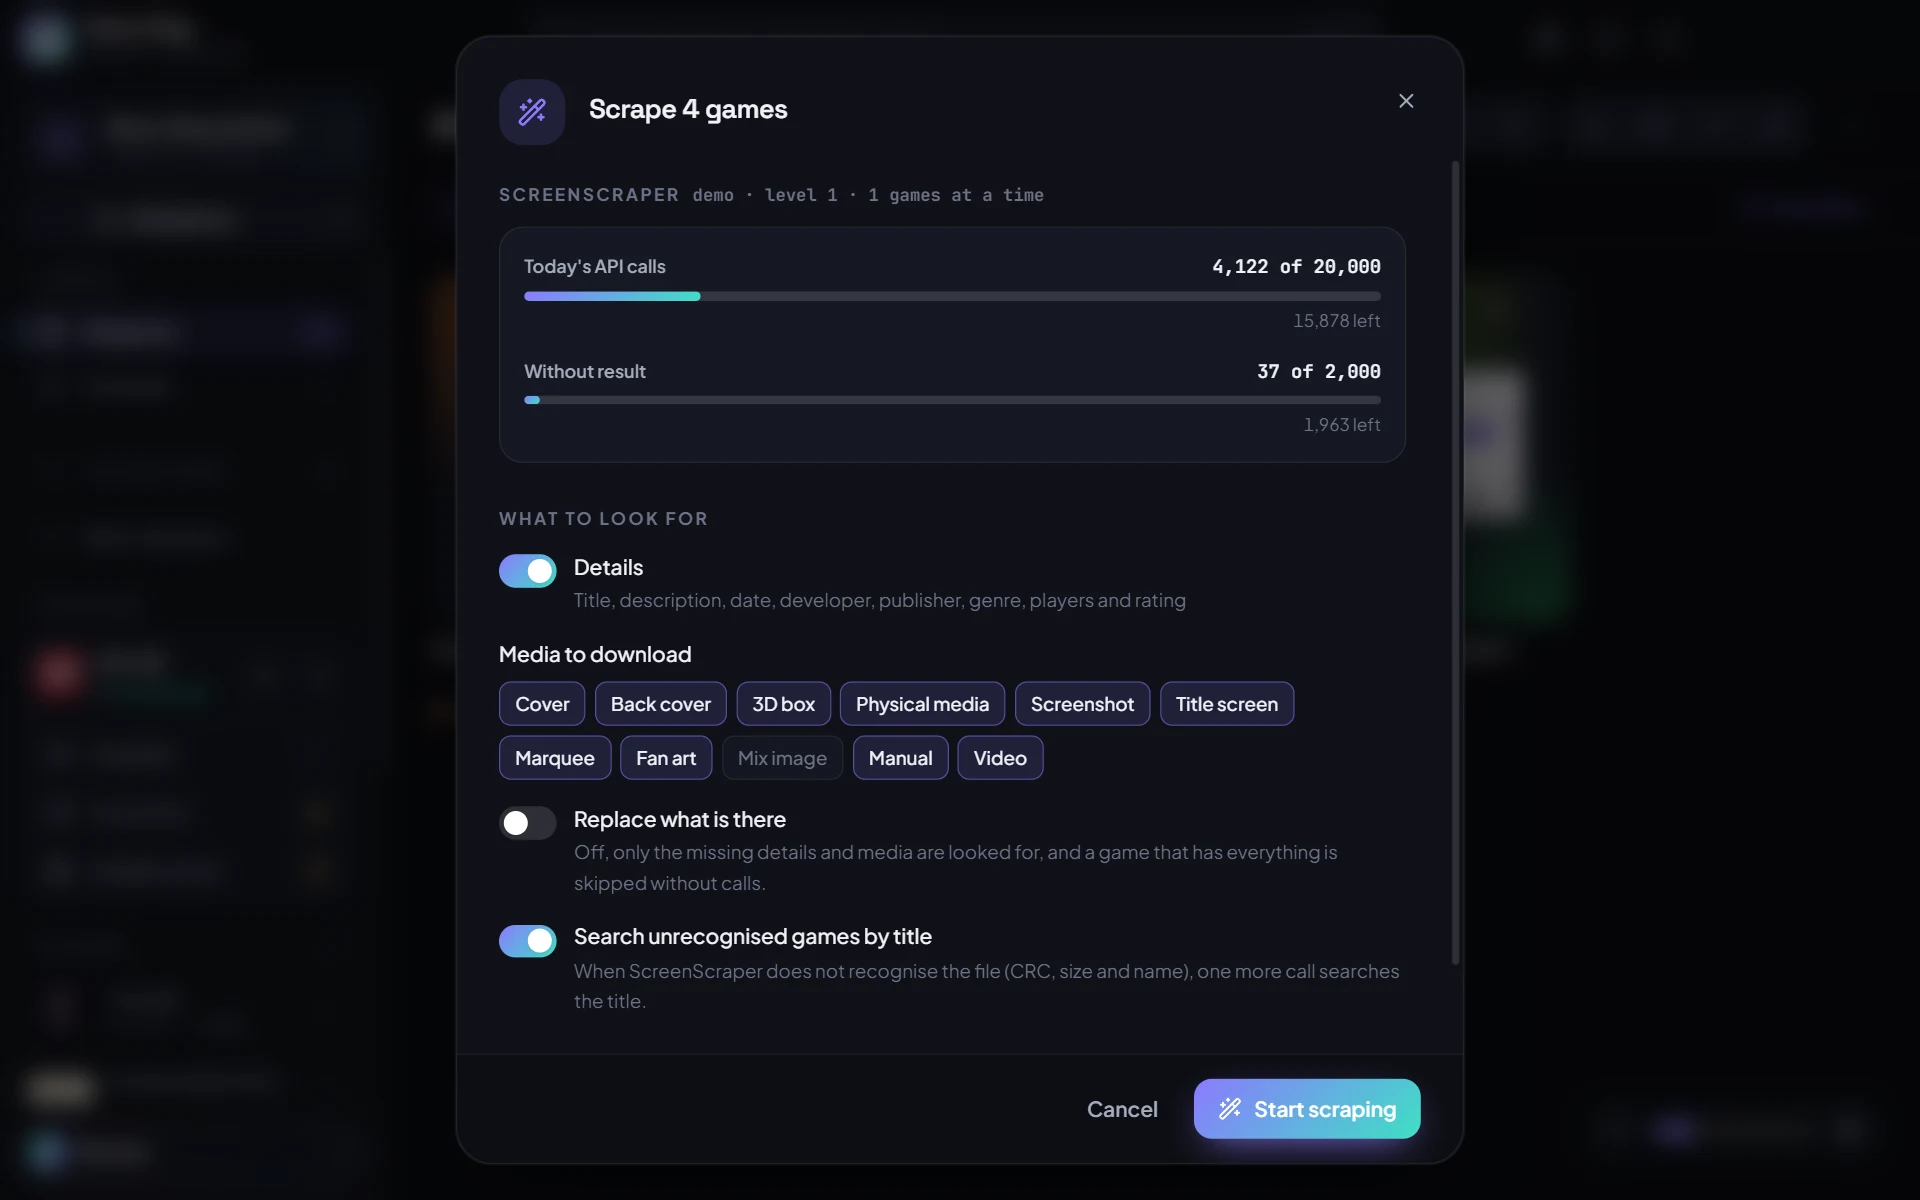 Scrape 4 games
SCREENSCRAPER demo · level 1 · 1 games at a time
Today's API calls 4,122 of 20,000
15,878 left
Without result 37 of 2,000
1,963 left
WHAT TO LOOK FOR
Details
Title, description, date, developer, publisher, genre, players and rating
Media to download
Cover Back cover 3D box Physical media Screenshot Title screen
Marquee Fan art Mix image Manual Video
Replace what is there
Off, only the missing details and media are looked for, and a game that has everything is
skipped without calls.
Search unrecognised games by title
When ScreenScraper does not recognise the file (CRC, size and name), one more call searches
the title.
Cancel Start scraping